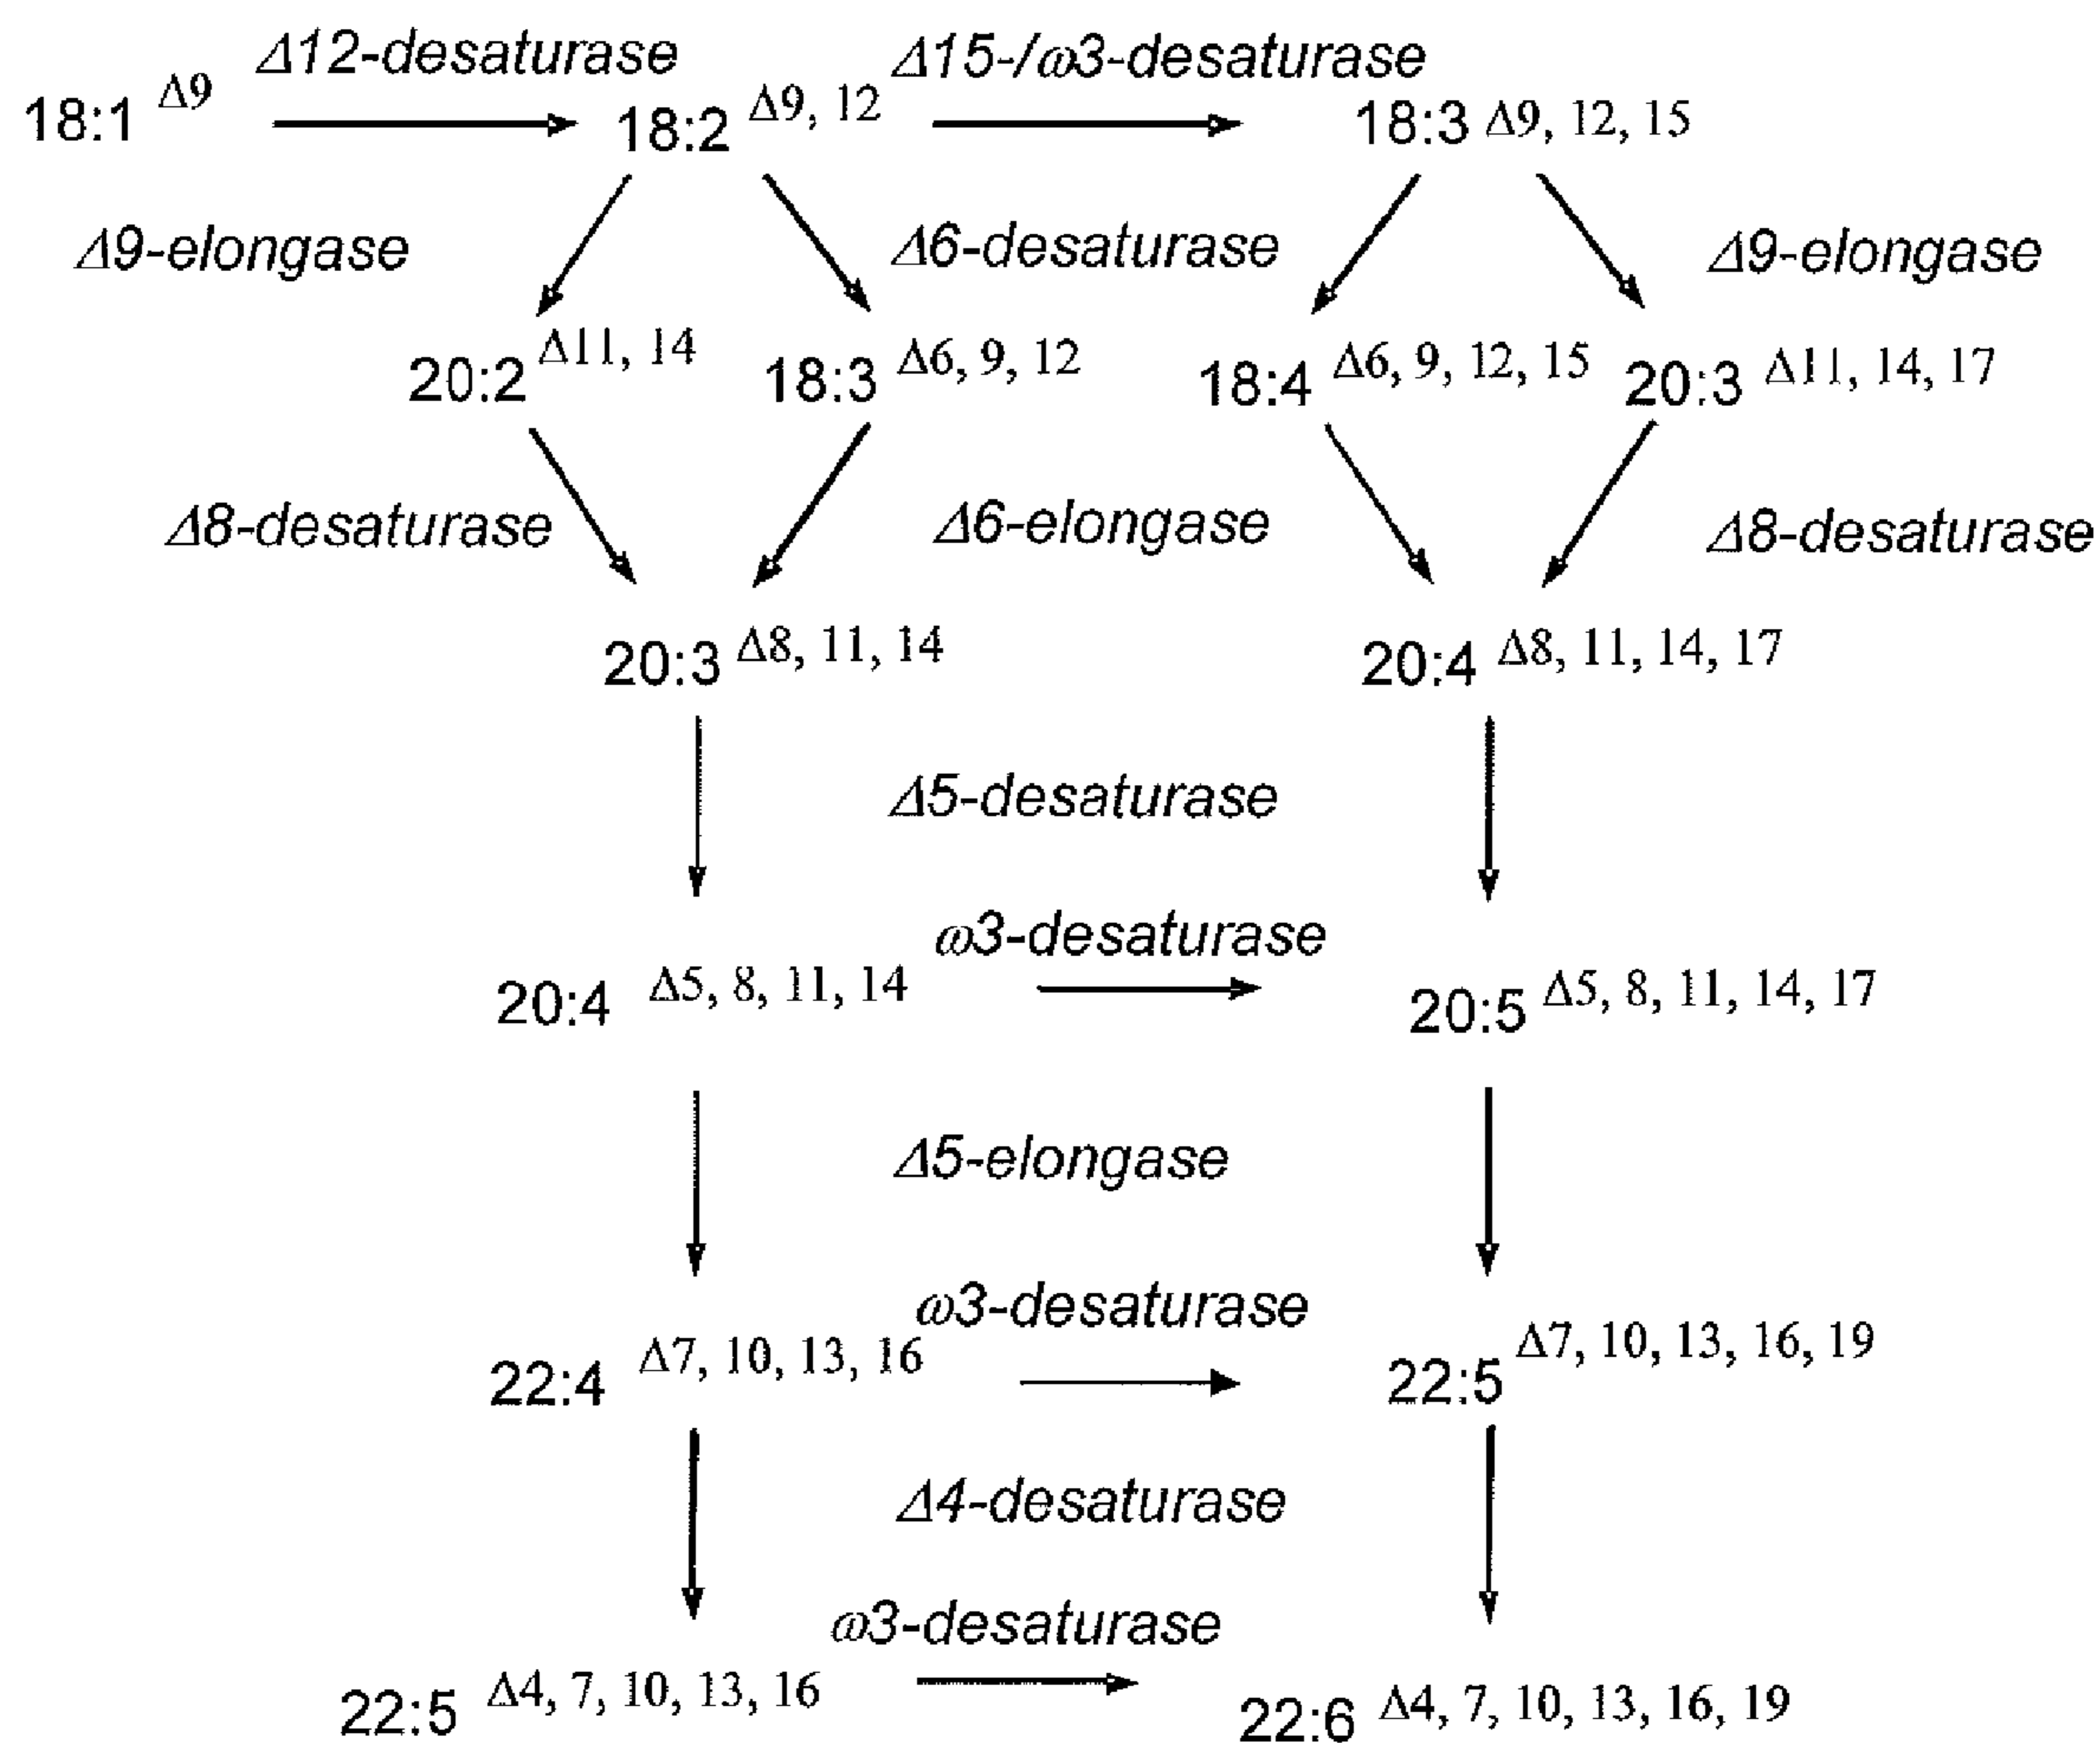 Δ12-desaturase Δ15-/ω3-desaturase
18:1 Δ9 18:2 Δ9, 12 18:3 Δ9, 12, 15
Δ9-elongase Δ6-desaturase Δ9-elongase
20:2 Δ11, 14 18:3 Δ6, 9, 12 18:4 Δ6, 9, 12, 15 20:3 Δ11, 14, 17
Δ8-desaturase Δ6-elongase Δ8-desaturase
20:3 Δ8, 11, 14 20:4 Δ8, 11, 14, 17
Δ5-desaturase
ω3-desaturase
20:4 Δ5, 8, 11, 14 20:5 Δ5, 8, 11, 14, 17
Δ5-elongase
ω3-desaturase
22:4 Δ7, 10, 13, 16 22:5 Δ7, 10, 13, 16, 19
Δ4-desaturase
ω3-desaturase
22:5 Δ4, 7, 10, 13, 16 22:6 Δ4, 7, 10, 13, 16, 19